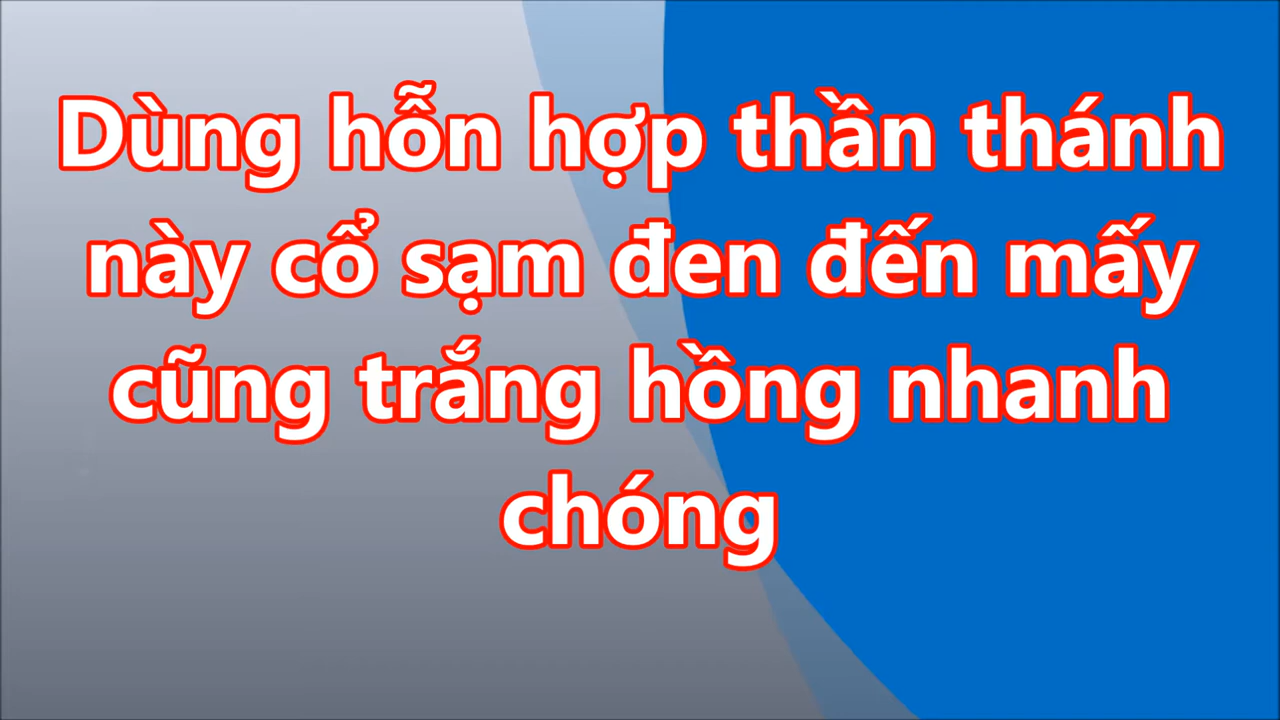 Dùng hỗn hợp thần thánh
này cổ sạm đen đến mấy
cũng trắng hồng nhanh
chóng